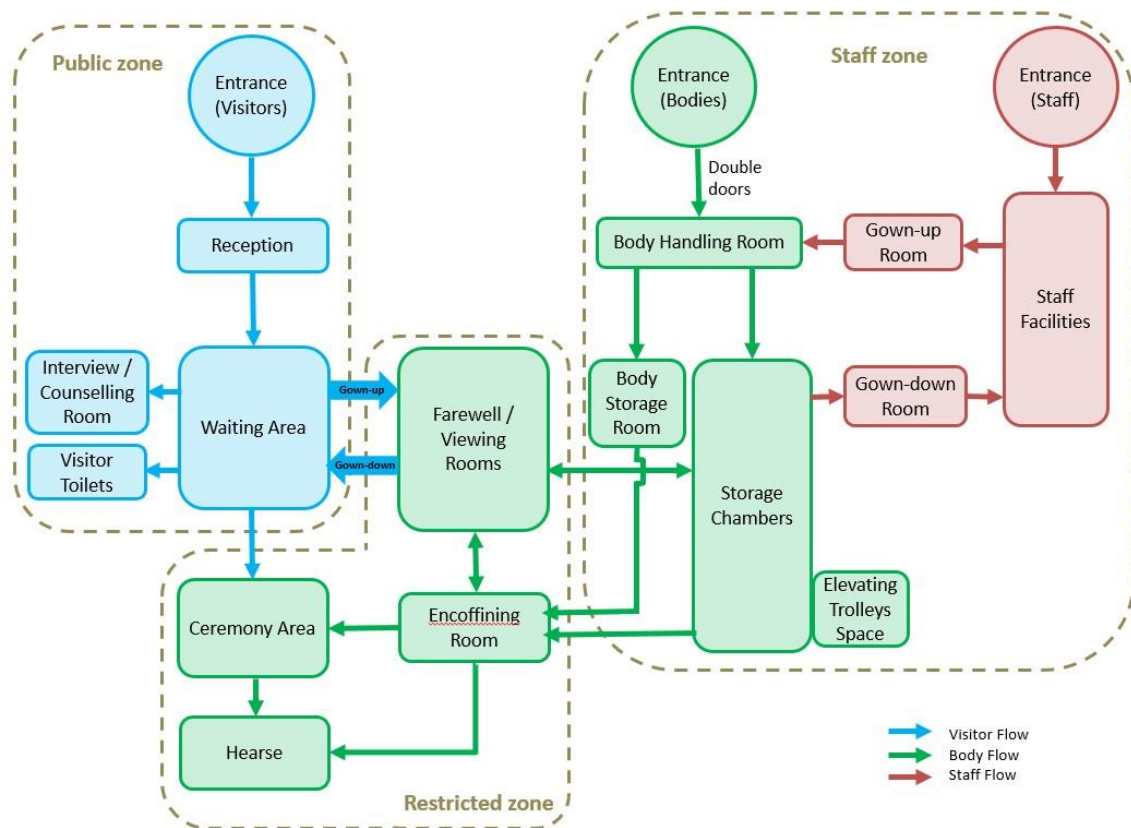 Public zone
Staff zone
Entrance
(Visitors)
Entrance
(Bodies)
Entrance
(Staff)
Double
doors
Reception
Body Handling Room
Gown-up
Room
Staff
Facilities
Interview /
Counselling
Room
Waiting Area
Gown-up
Farewell /
Viewing
Rooms
Body
Storage
Room
Gown-down
Room
Visitor
Toilets
Gown-down
Storage
Chambers
Elevating
Trolleys
Space
Ceremony Area
Encoffining
Room
Hearse
Restricted zone
Visitor Flow
Body Flow
Staff Flow